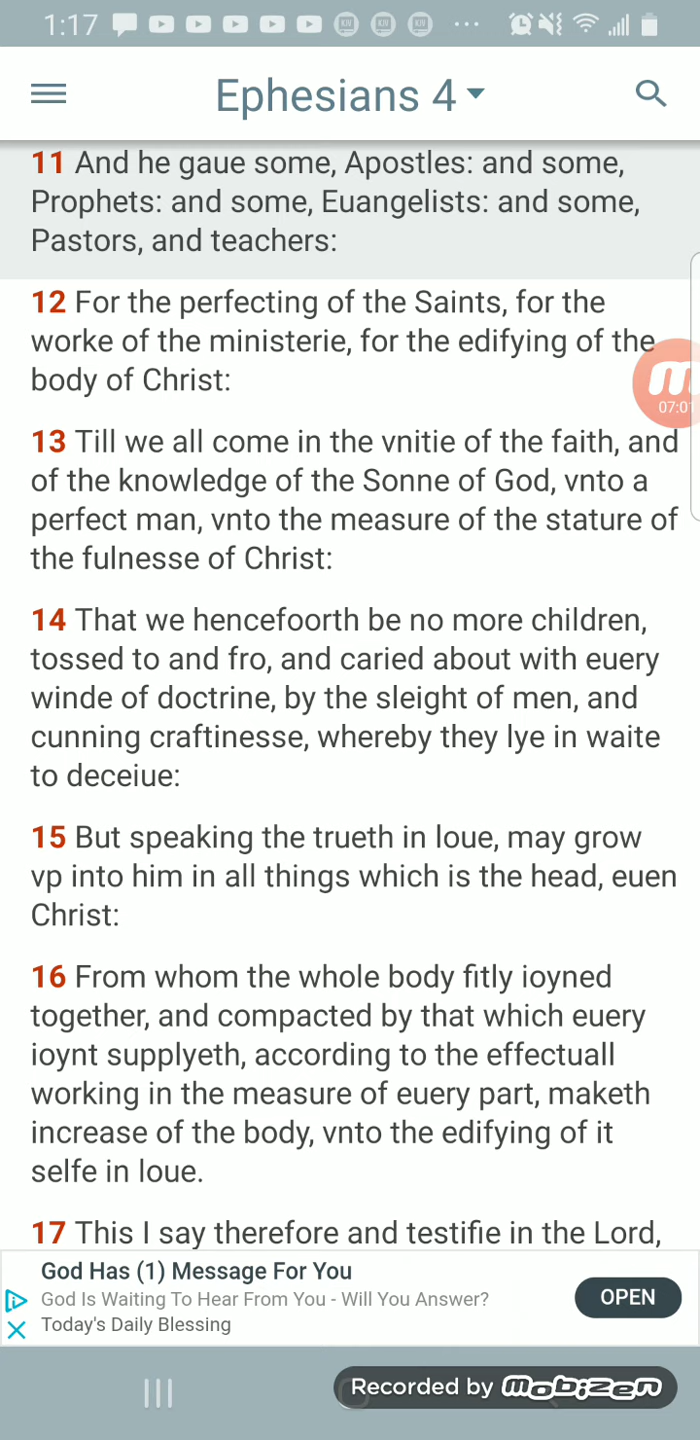 1:17
KJV KJV KJV ...
Ephesians 4
11 And he gaue some, Apostles: and some,
Prophets: and some, Euangelists: and some,
Pastors, and teachers:
12 For the perfecting of the Saints, for the
worke of the ministerie, for the edifying of the
body of Christ:
07:01
13 Till we all come in the vnitie of the faith, and
of the knowledge of the Sonne of God, vnto a
perfect man, vnto the measure of the stature of
the fulnesse of Christ:
14 That we hencefoorth be no more children,
tossed to and fro, and caried about with euery
winde of doctrine, by the sleight of men, and
cunning craftinesse, whereby they lye in waite
to deceiue:
15 But speaking the trueth in loue, may grow
vp into him in all things which is the head, euen
Christ:
16 From whom the whole body fitly ioyned
together, and compacted by that which euery
ioynt supplyeth, according to the effectuall
working in the measure of euery part, maketh
increase of the body, vnto the edifying of it
selfe in loue.
17 This I say therefore and testifie in the Lord,
God Has (1) Message For You
God Is Waiting To Hear From You - Will You Answer?
Today's Daily Blessing
OPEN
Recorded by mobizen